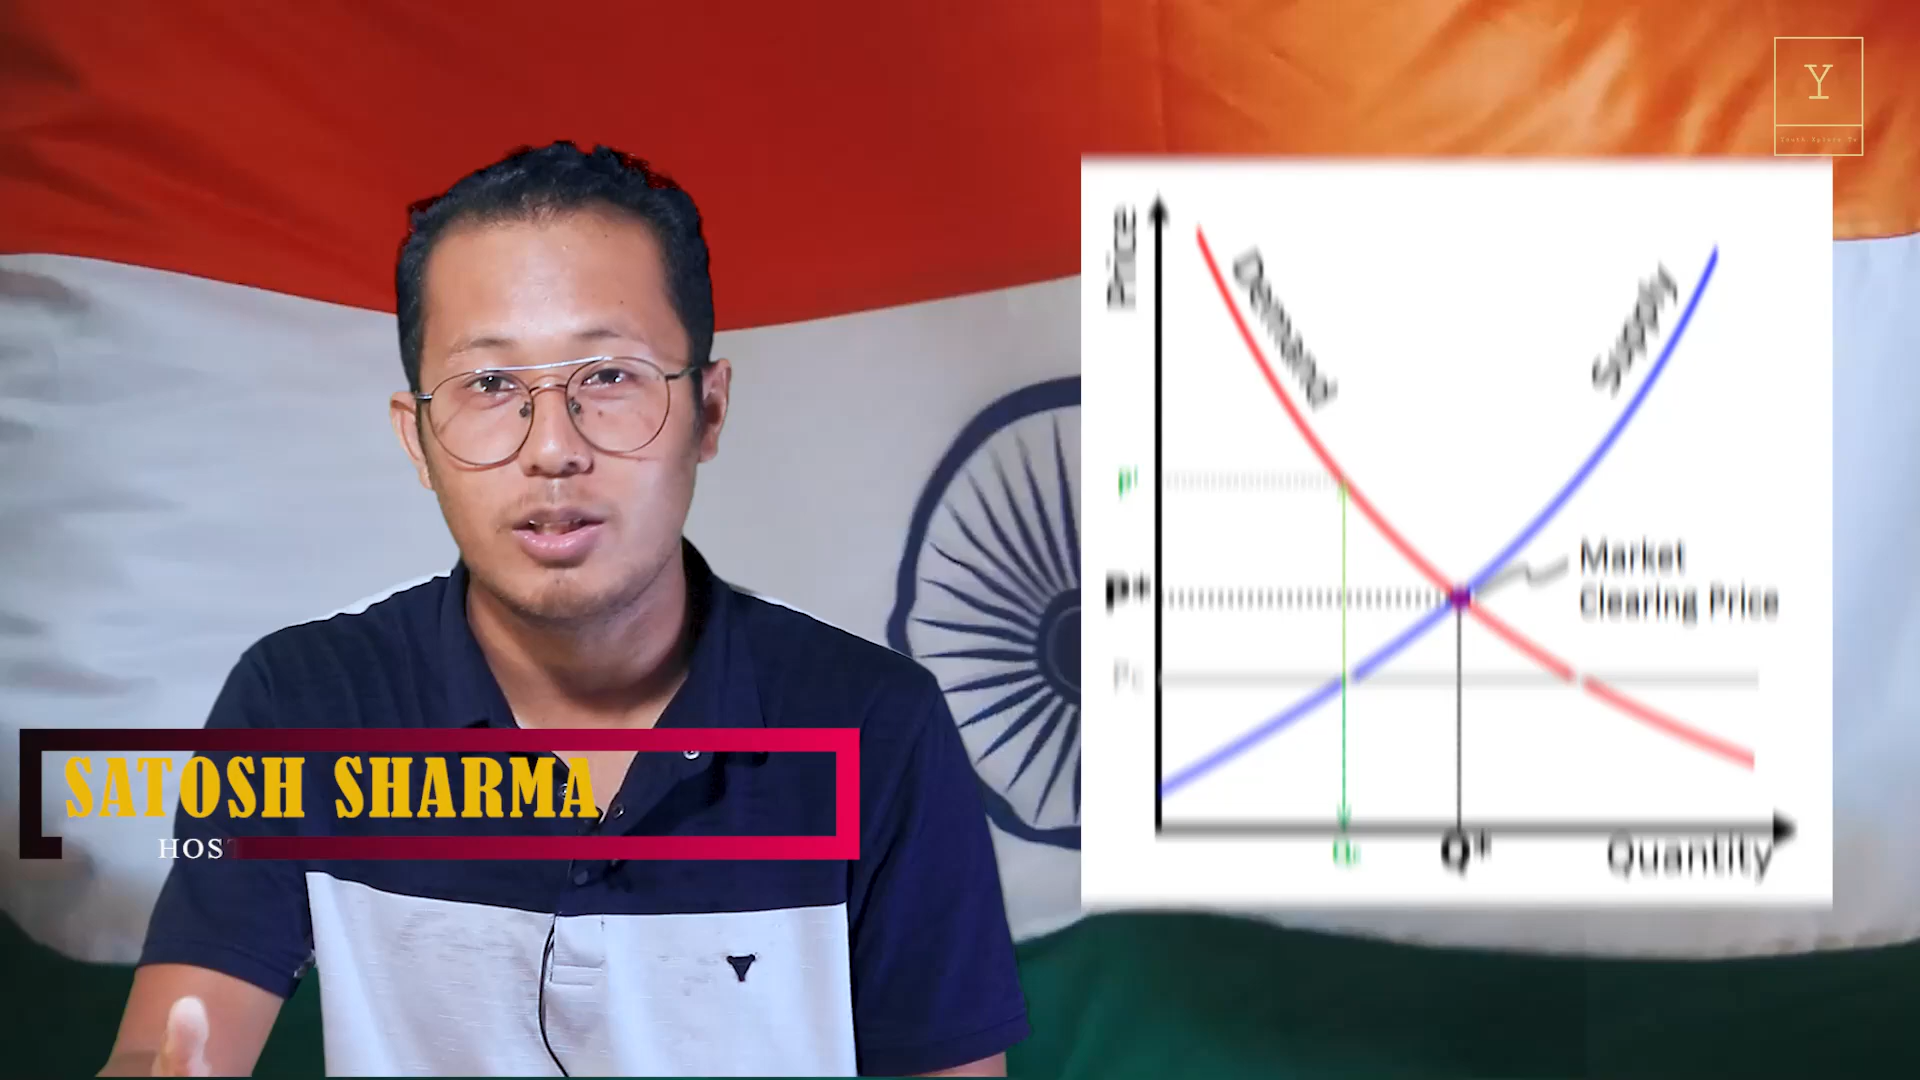 Y
Price
Demand
Supply
P*
Market
Clearing Price
Q*
Quantity
SATOSH SHARMA
HOS